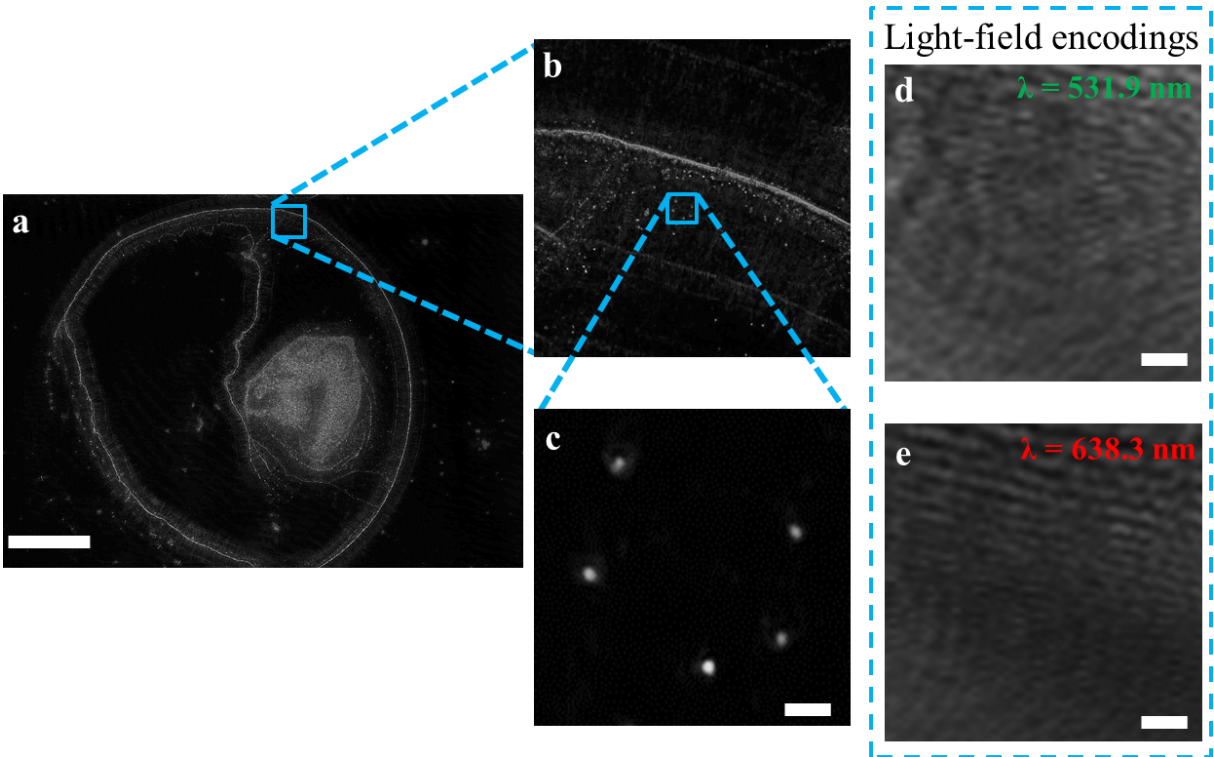 Light-field encodings
a
b
c
d
λ = 531.9 nm
e
λ = 638.3 nm